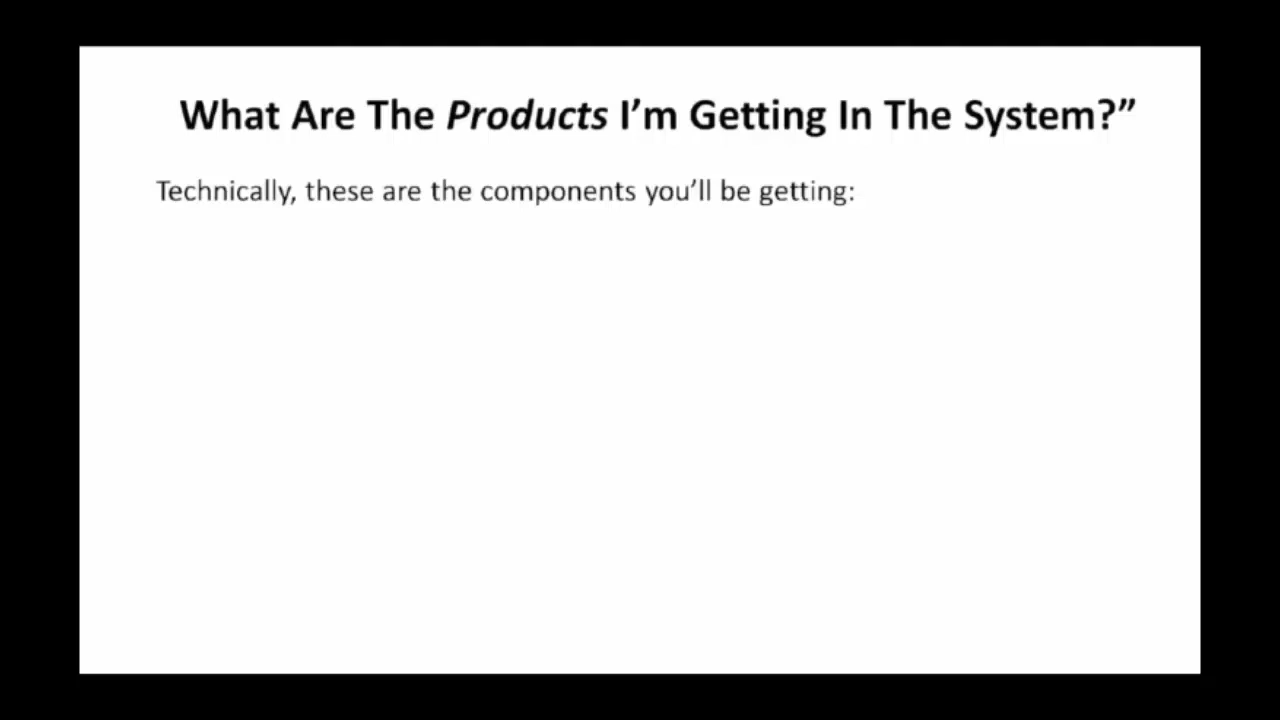 What Are The Products I’m Getting In The System?”
Technically, these are the components you’ll be getting: